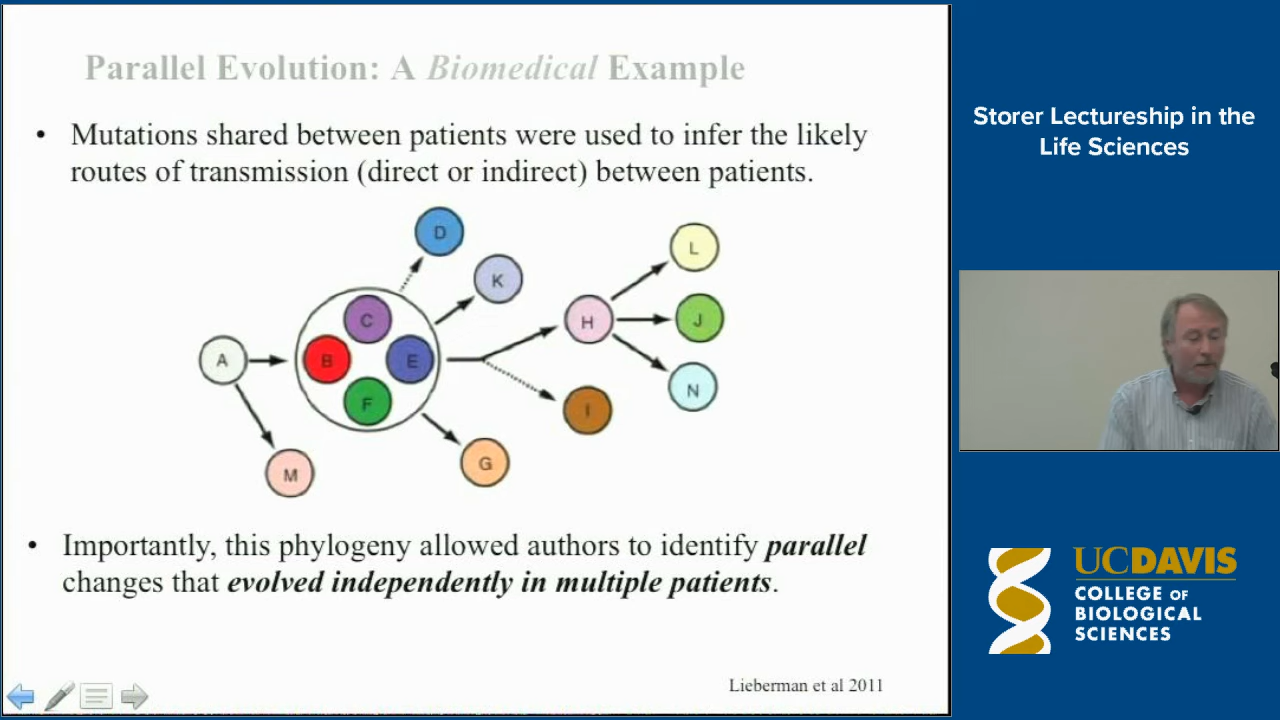 Parallel Evolution: A Biomedical Example
• Mutations shared between patients were used to infer the likely
routes of transmission (direct or indirect) between patients.
D
K
L
C
H
J
A
B
E
F
I
N
M
G
• Importantly, this phylogeny allowed authors to identify parallel
changes that evolved independently in multiple patients.
Lieberman et al 2011
Storer Lectureship in the
Life Sciences
UCDAVIS
COLLEGE OF
BIOLOGICAL
SCIENCES